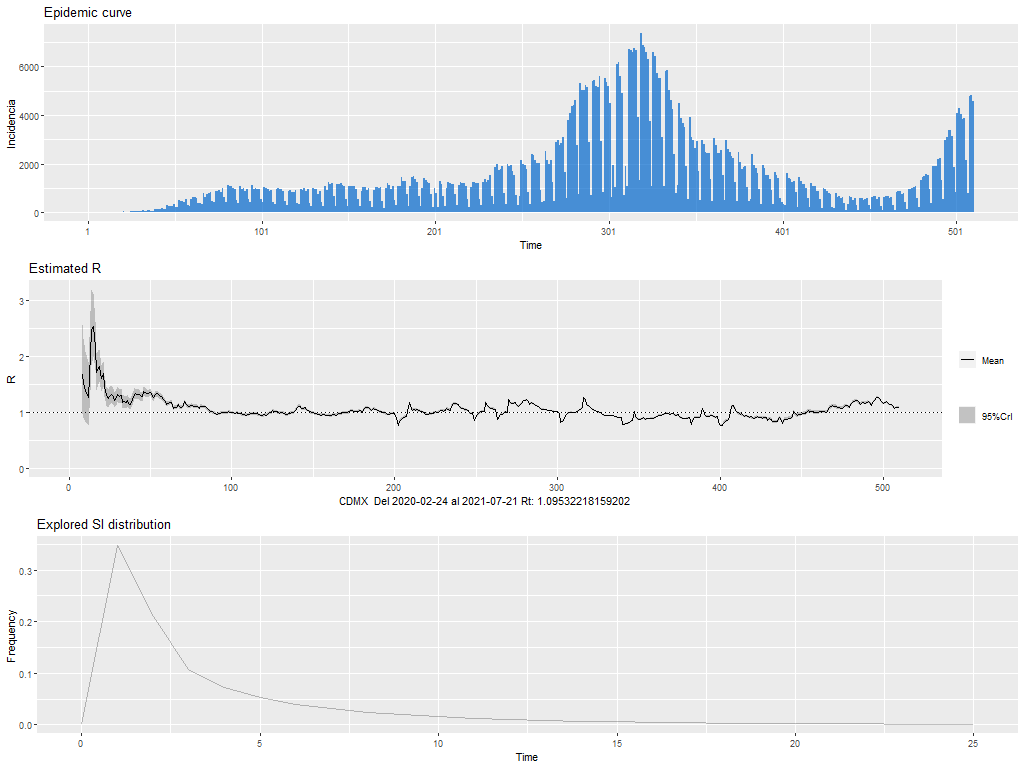 Epidemic curve
Incidencia
6000
4000
2000
0
1
101
201
301
401
501
Time
Estimated R
R
3
2
1
0
0
100
200
300
400
500
CDMX Del 2020-02-24 al 2021-07-21 Rt: 1.09532218159202
Mean
95%CrI
Explored SI distribution
Frequency
0.3
0.2
0.1
0.0
0
5
10
15
20
25
Time